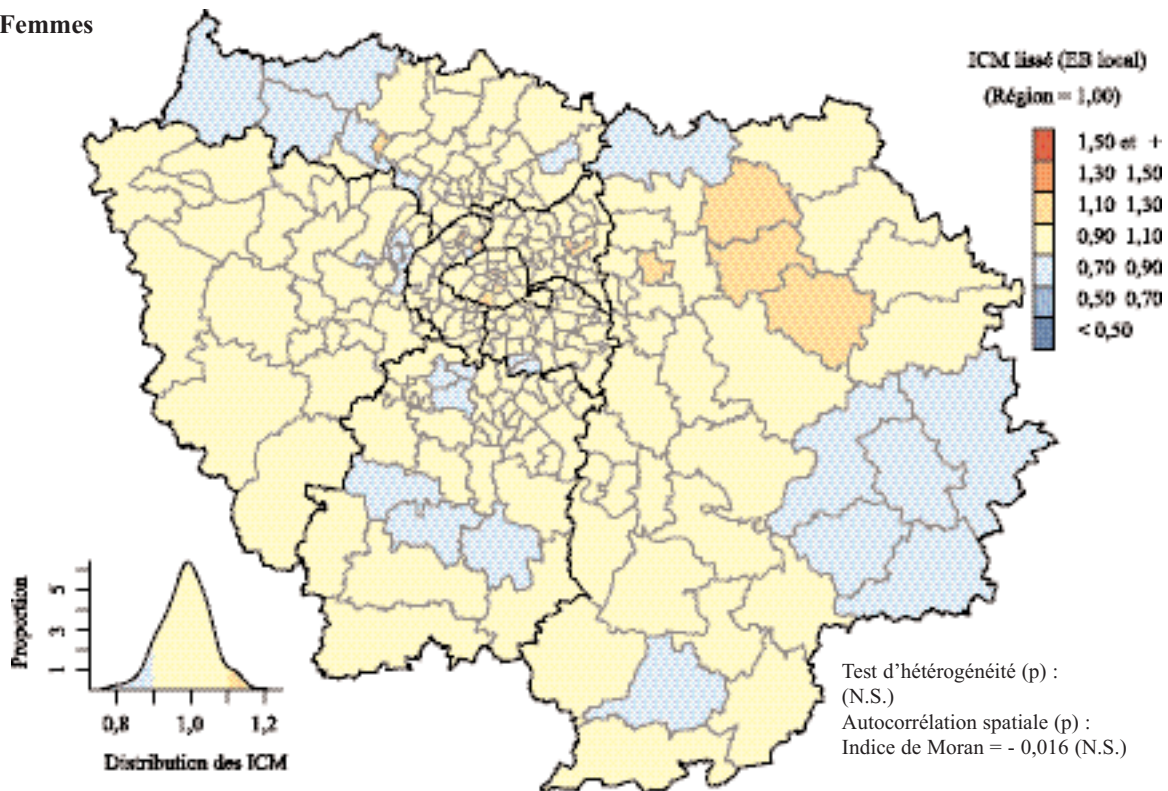 Femmes
ICM lissé (EB local)
(Région = 1,00)
1,50 et +
1,30 1,50
1,10 1,30
0,90 1,10
0,70 0,90
0,50 0,70
< 0,50
Proportion
5
3
1
0,8 1,0 1,2
Distribution des ICM
Test d’hétérogénéité (p) :
(N.S.)
Autocorrélation spatiale (p) :
Indice de Moran = - 0,016 (N.S.)